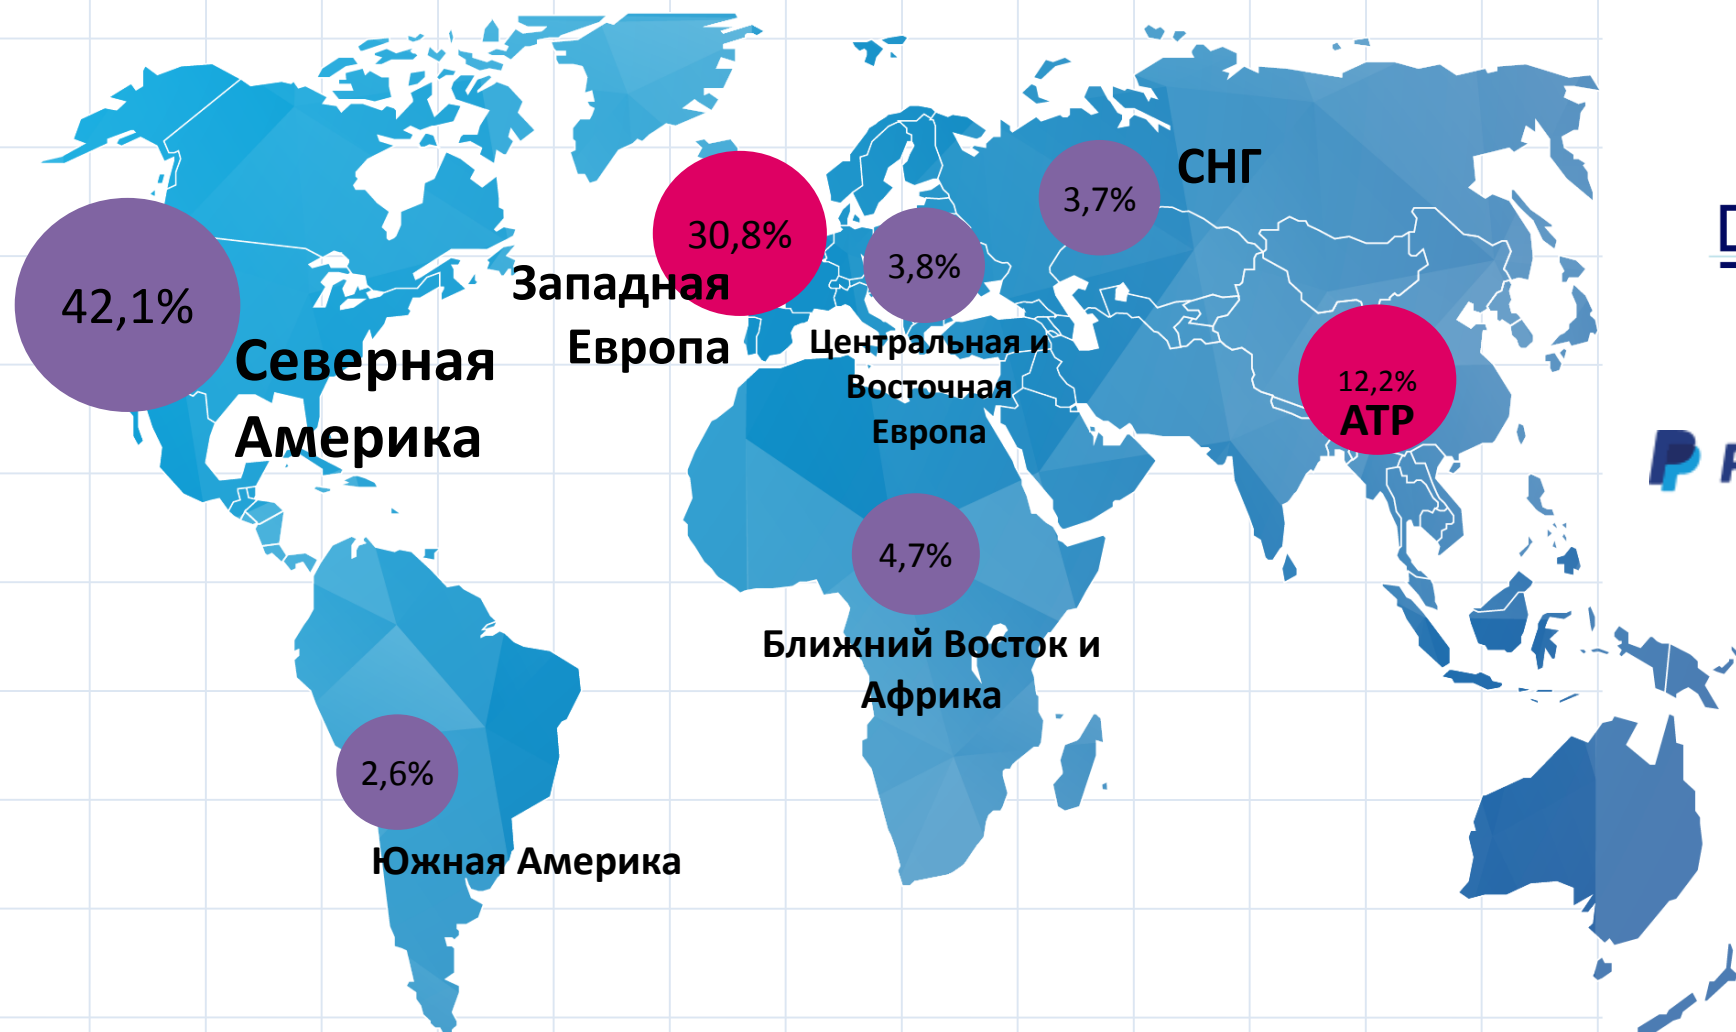 СНГ
3,7%
30,8%
3,8%
Западная
Европа
42,1%
Северная
Америка
Центральная и
Восточная
Европа
12,2%
АТР
4,7%
Ближний Восток и
Африка
2,6%
Южная Америка